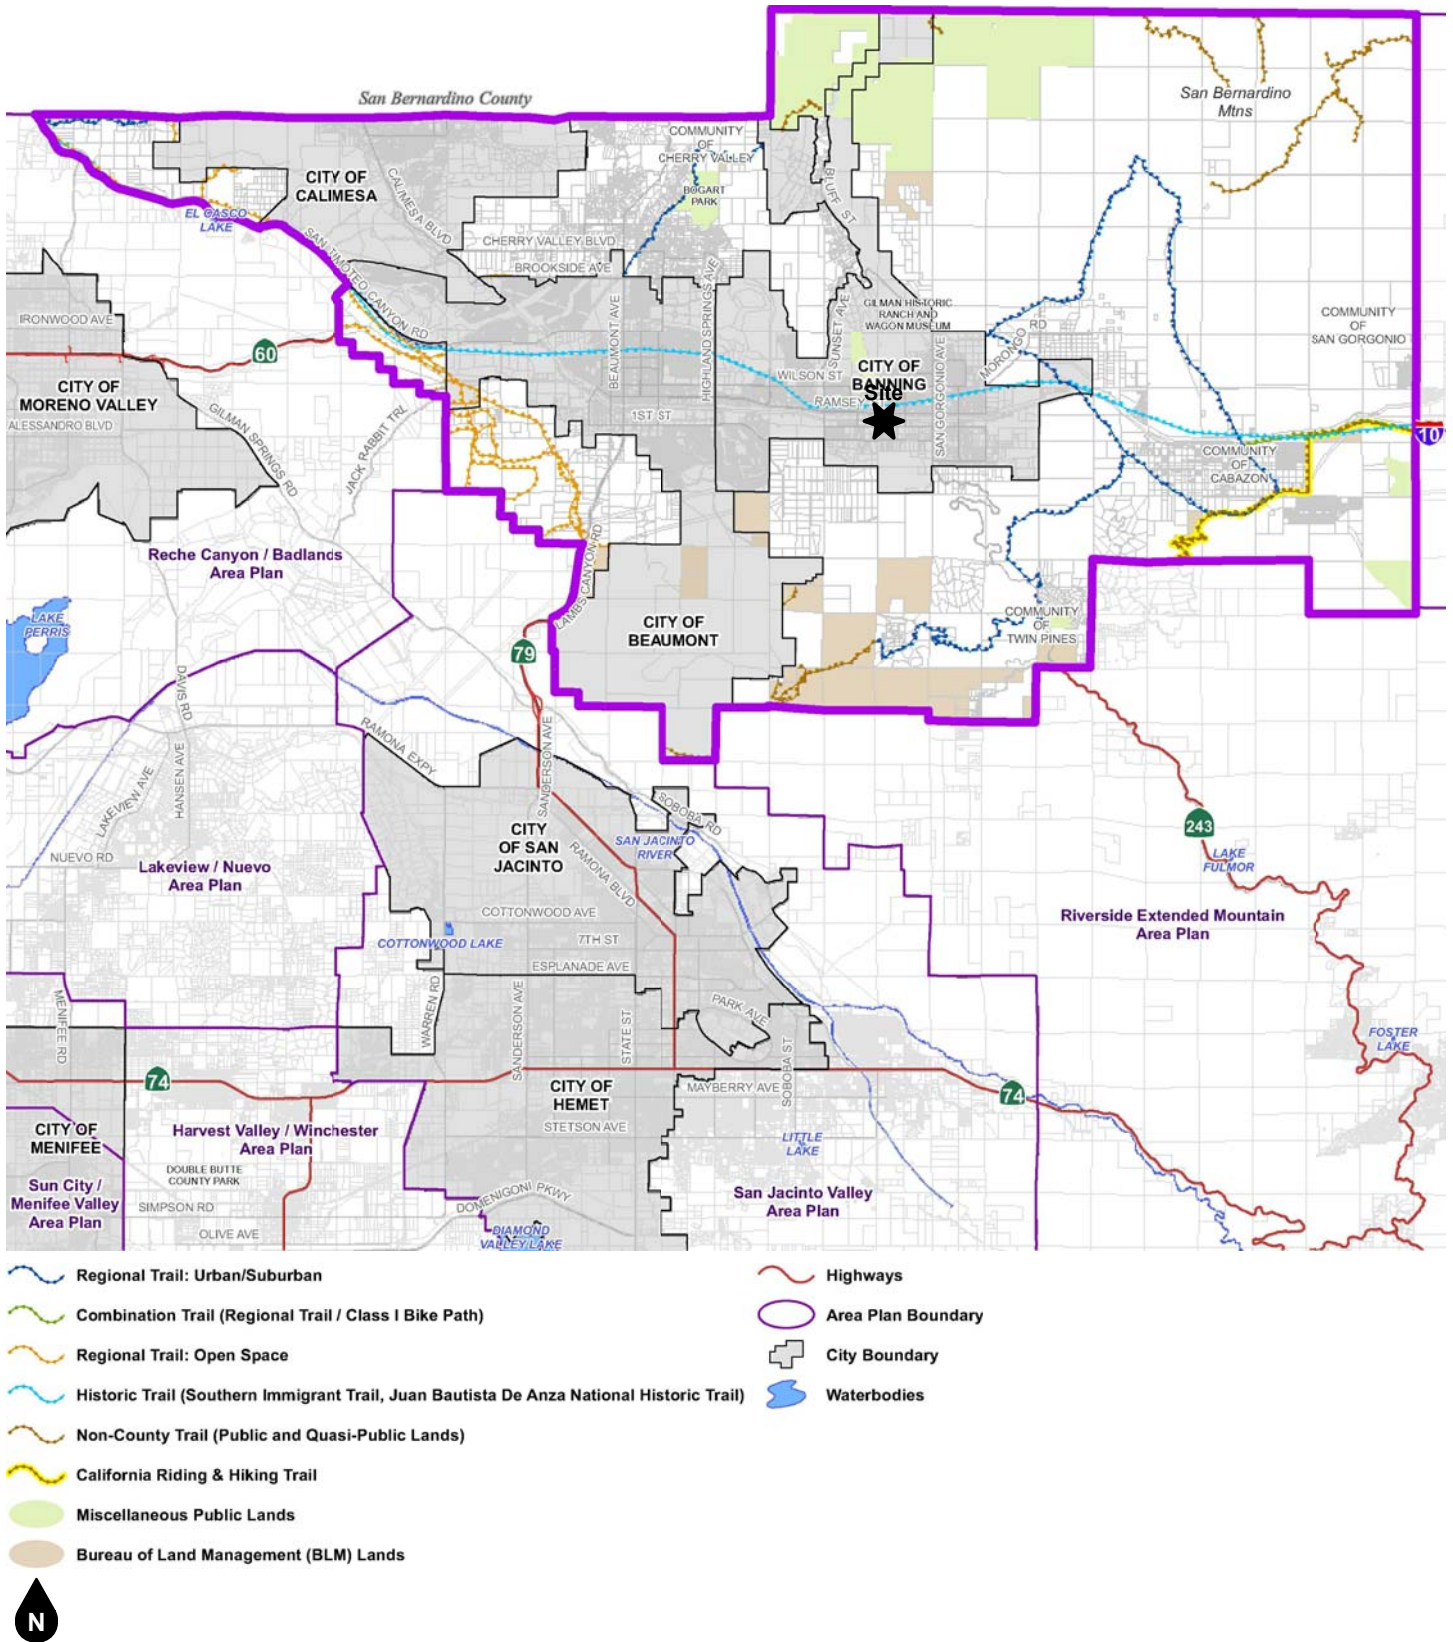 San Bernardino County
San Bernardino
Mtns
COMMUNITY
OF
CHERRY VALLEY
BOGART
PARK
CITY OF
CALIMESA
CALIMESA BLVD
BLUFF ST
EL CASCO
LAKE
SAN TIMOTEO CANYON RD
CHERRY VALLEY BLVD
BROOKSIDE AVE
HIGHLAND SPRINGS AVE
BEAUMONT AVE
SUNSET AVE
GILMAN HISTORIC
RANCH AND
WAGON MUSEUM
MORONGO RD
COMMUNITY
OF
SAN GORGONIO
IRONWOOD AVE
60
CITY OF
MORENO VALLEY
ALESSANDRO BLVD
GILMAN SPRINGS RD
JACK RABBIT TRL
WILSON ST
CITY OF
BANNING
Site
RAMSEY
SAN GORGONIO AVE
1ST ST
10
COMMUNITY
OF
CABAZON
LAMBS CANYON RD
Reche Canyon / Badlands
Area Plan
LAKE
PERRIS
CITY OF
BEAUMONT
COMMUNITY
OF
TWIN PINES
79
DAVIS RD
RAMONA EXPY
SANDERSON AVE
HANSEN AVE
LAKEVIEW AVE
NUEVO RD
Lakeview / Nuevo
Area Plan
CITY
OF SAN
JACINTO
SOBOBA RD
SAN JACINTO
RIVER
RAMONA BLVD
243
LAKE
FULMOR
COTTONWOOD AVE
COTTONWOOD LAKE
7TH ST
ESPLANADE AVE
Riverside Extended Mountain
Area Plan
MENIFEE RD
WARREN RD
SANDERSON AVE
STATE ST
PARK AVE
SOBOBA ST
FOSTER
LAKE
74
CITY OF
HEMET
MAYBERRY AVE
74
STETSON AVE
CITY OF
MENIFEE
Harvest Valley / Winchester
Area Plan
LITTLE
LAKE
DOUBLE BUTTE
COUNTY PARK
Sun City /
Menifee Valley
Area Plan
SIMPSON RD
OLIVE AVE
DOMENIGONI PKWY
DIAMOND
VALLEY LAKE
San Jacinto Valley
Area Plan
Regional Trail: Urban/Suburban
Combination Trail (Regional Trail / Class I Bike Path)
Regional Trail: Open Space
Historic Trail (Southern Immigrant Trail, Juan Bautista De Anza National Historic Trail)
Non-County Trail (Public and Quasi-Public Lands)
California Riding & Hiking Trail
Miscellaneous Public Lands
Bureau of Land Management (BLM) Lands
Highways
Area Plan Boundary
City Boundary
Waterbodies
N